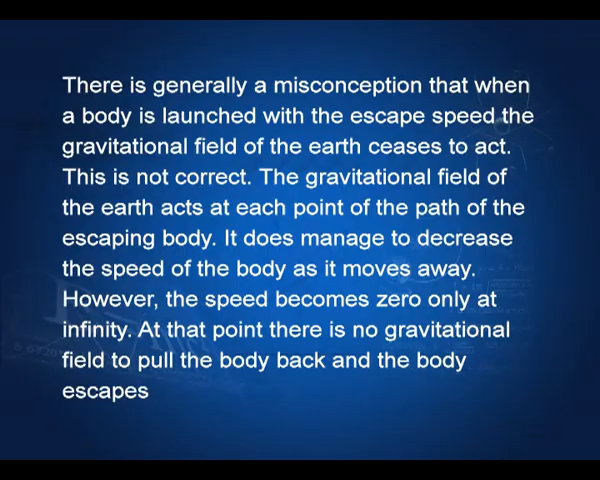 There is generally a misconception that when
a body is launched with the escape speed the
gravitational field of the earth ceases to act.
This is not correct. The gravitational field of
the earth acts at each point of the path of the
escaping body. It does manage to decrease
the speed of the body as it moves away.
However, the speed becomes zero only at
infinity. At that point there is no gravitational
field to pull the body back and the body
escapes